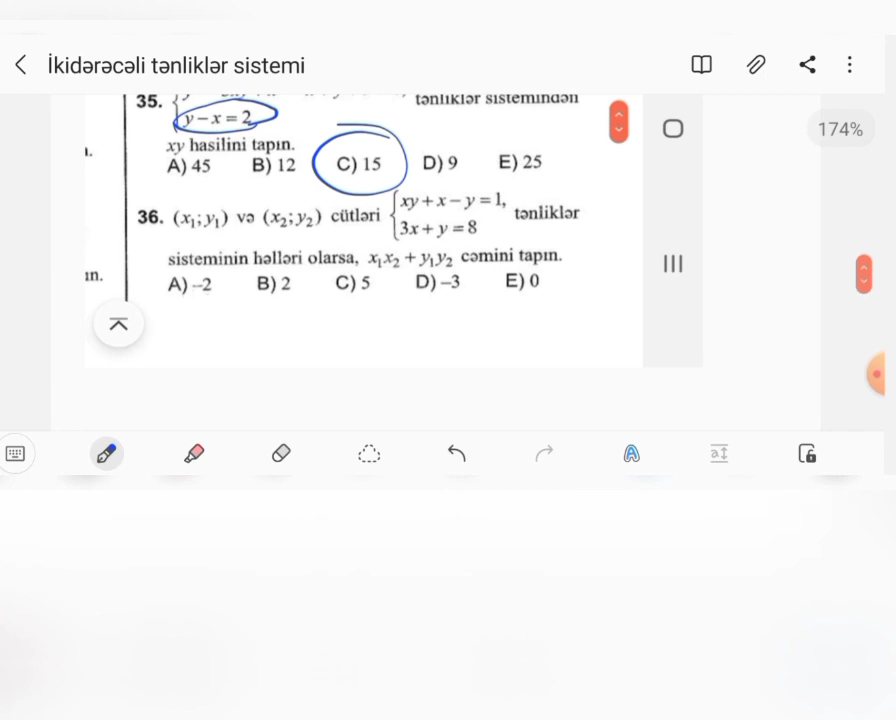 İkidərəcəli tənliklər sistemi
174%
35. tənliklər sistemindən
y – x = 2
xy hasilini tapın.
A) 45 B) 12 C) 15 D) 9 E) 25
36. (x₁; y₁) və (x₂; y₂) cütləri { xy + x – y = 1, 3x + y = 8 tənliklər
sisteminin həlləri olarsa, x₁x₂ + y₁y₂ cəmini tapın.
A) –2 B) 2 C) 5 D) –3 E) 0
ın.